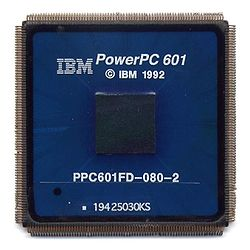 IBM PowerPC 601
© IBM 1992
PPC601FD-080-2
19425030KS